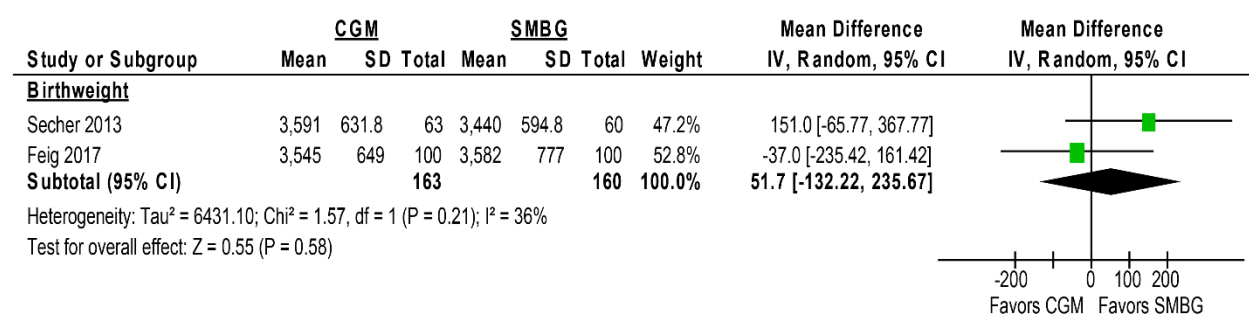 CGM SMBG Mean Difference Mean Difference
Study or Subgroup Mean SD Total Mean SD Total Weight IV, Random, 95% CI IV, Random, 95% CI
Birthweight
Secher 2013 3,591 631.8 63 3,440 594.8 60 47.2% 151.0 [-65.77, 367.77]
Feig 2017 3,545 649 100 3,582 777 100 52.8% -37.0 [-235.42, 161.42]
Subtotal (95% CI) 163 160 100.0% 51.7 [-132.22, 235.67]
Heterogeneity: Tau² = 6431.10; Chi² = 1.57, df = 1 (P = 0.21); I² = 36%
Test for overall effect: Z = 0.55 (P = 0.58)
-200 0 100 200
Favors CGM Favors SMBG